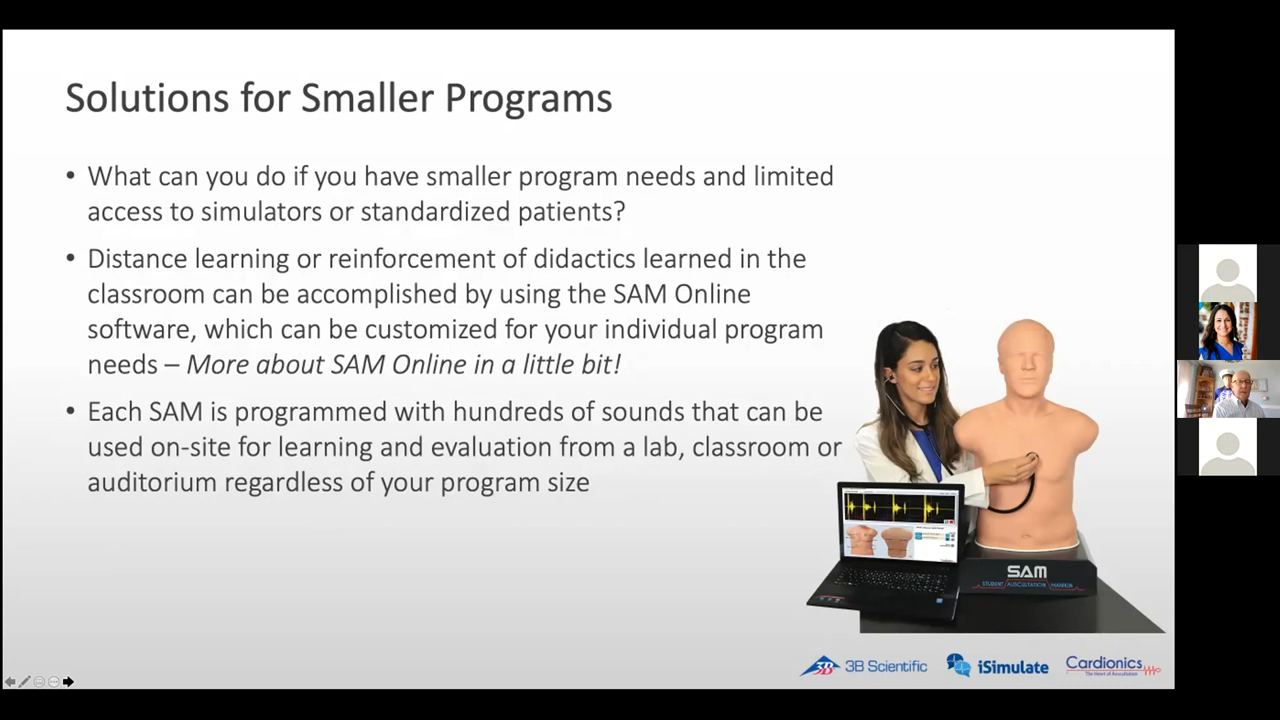 Solutions for Smaller Programs
• What can you do if you have smaller program needs and limited
access to simulators or standardized patients?
• Distance learning or reinforcement of didactics learned in the
classroom can be accomplished by using the SAM Online
software, which can be customized for your individual program
needs – More about SAM Online in a little bit!
• Each SAM is programmed with hundreds of sounds that can be
used on-site for learning and evaluation from a lab, classroom or
auditorium regardless of your program size
SAM
STUDENT AUSCULTATION MANIKIN
3B 3B Scientific
iSimulate
Cardionics
The Heart of Auscultation